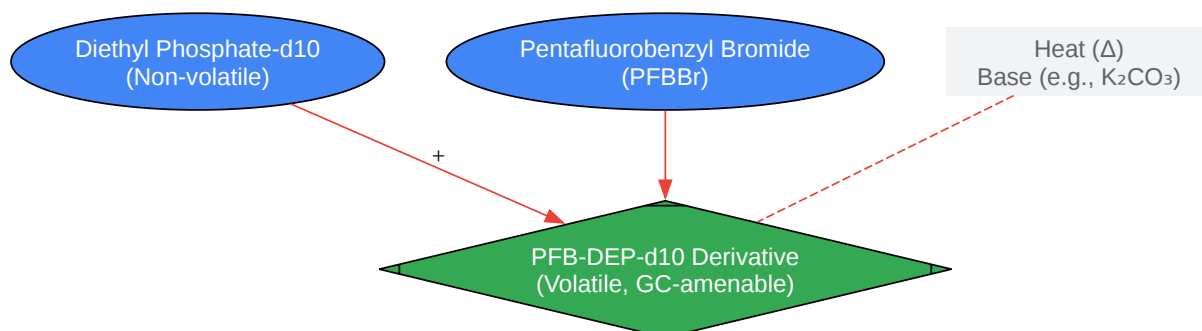 Diethyl Phosphate-d10
(Non-volatile)
Pentafluorobenzyl Bromide
(PFBBr)
Heat (Δ)
Base (e.g., K₂CO₃)
+
PFB-DEP-d10 Derivative
(Volatile, GC-amenable)